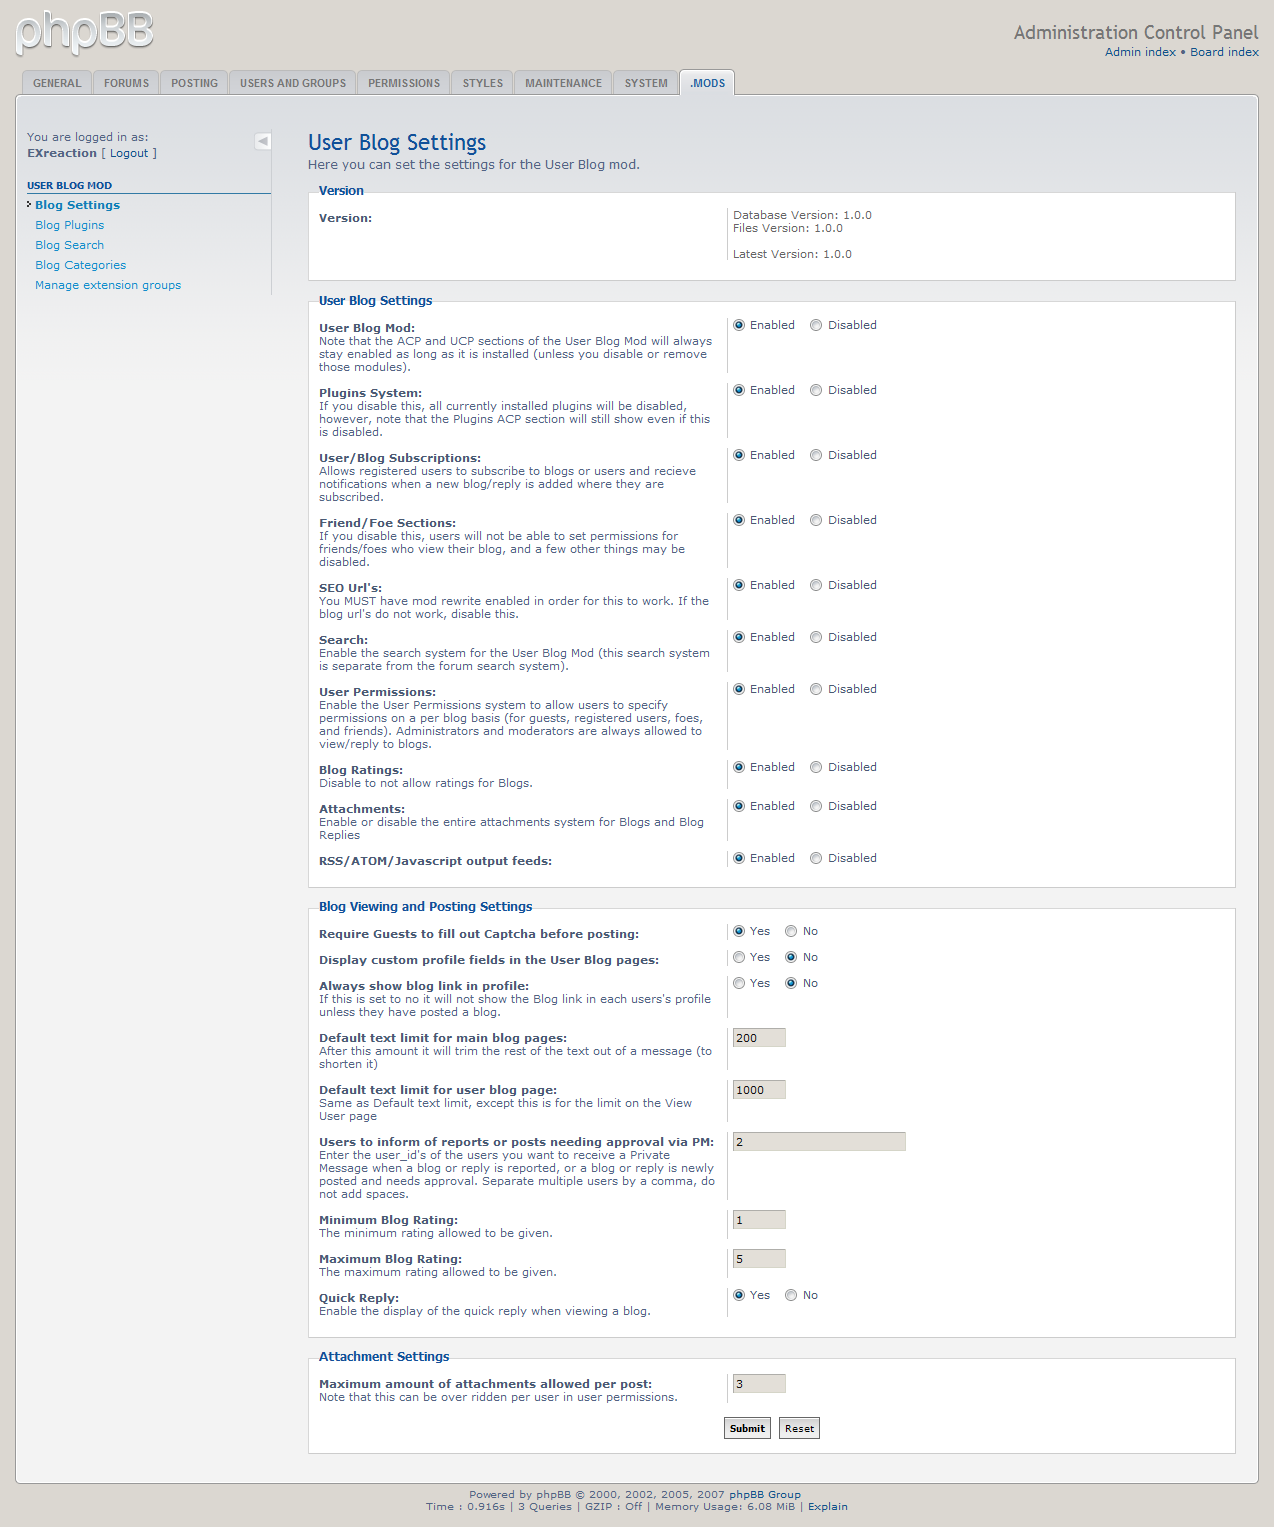 phpBB
Administration Control Panel
Admin index • Board index
GENERAL FORUMS POSTING USERS AND GROUPS PERMISSIONS STYLES MAINTENANCE SYSTEM .MODS
You are logged in as:
EXreaction [ Logout ]
USER BLOG MOD
Blog Settings
Blog Plugins
Blog Search
Blog Categories
Manage extension groups
User Blog Settings
Here you can set the settings for the User Blog mod.
Version
Version:
Database Version: 1.0.0
Files Version: 1.0.0
Latest Version: 1.0.0
User Blog Settings
User Blog Mod:
Note that the ACP and UCP sections of the User Blog Mod will always
stay enabled as long as it is installed (unless you disable or remove
those modules).
Enabled Disabled
Plugins System:
If you disable this, all currently installed plugins will be disabled,
however, note that the Plugins ACP section will still show even if this
is disabled.
Enabled Disabled
User/Blog Subscriptions:
Allows registered users to subscribe to blogs or users and recieve
notifications when a new blog/reply is added where they are
subscribed.
Enabled Disabled
Friend/Foe Sections:
If you disable this, users will not be able to set permissions for
friends/foes who view their blog, and a few other things may be
disabled.
Enabled Disabled
SEO Url's:
You MUST have mod rewrite enabled in order for this to work. If the
blog url's do not work, disable this.
Enabled Disabled
Search:
Enable the search system for the User Blog Mod (this search system
is separate from the forum search system).
Enabled Disabled
User Permissions:
Enable the User Permissions system to allow users to specify
permissions on a per blog basis (for guests, registered users, foes,
and friends). Administrators and moderators are always allowed to
view/reply to blogs.
Enabled Disabled
Blog Ratings:
Disable to not allow ratings for Blogs.
Enabled Disabled
Attachments:
Enable or disable the entire attachments system for Blogs and Blog
Replies
Enabled Disabled
RSS/ATOM/Javascript output feeds:
Enabled Disabled
Blog Viewing and Posting Settings
Require Guests to fill out Captcha before posting:
Yes No
Display custom profile fields in the User Blog pages:
Yes No
Always show blog link in profile:
If this is set to no it will not show the Blog link in each users's profile
unless they have posted a blog.
Yes No
Default text limit for main blog pages:
After this amount it will trim the rest of the text out of a message (to
shorten it)
200
Default text limit for user blog page:
Same as Default text limit, except this is for the limit on the View
User page
1000
Users to inform of reports or posts needing approval via PM:
Enter the user_id's of the users you want to receive a Private
Message when a blog or reply is reported, or a blog or reply is newly
posted and needs approval. Separate multiple users by a comma, do
not add spaces.
2
Minimum Blog Rating:
The minimum rating allowed to be given.
1
Maximum Blog Rating:
The maximum rating allowed to be given.
5
Quick Reply:
Enable the display of the quick reply when viewing a blog.
Yes No
Attachment Settings
Maximum amount of attachments allowed per post:
Note that this can be over ridden per user in user permissions.
3
Submit Reset
Powered by phpBB © 2000, 2002, 2005, 2007 phpBB Group
Time : 0.916s | 3 Queries | GZIP : Off | Memory Usage: 6.08 MiB | Explain